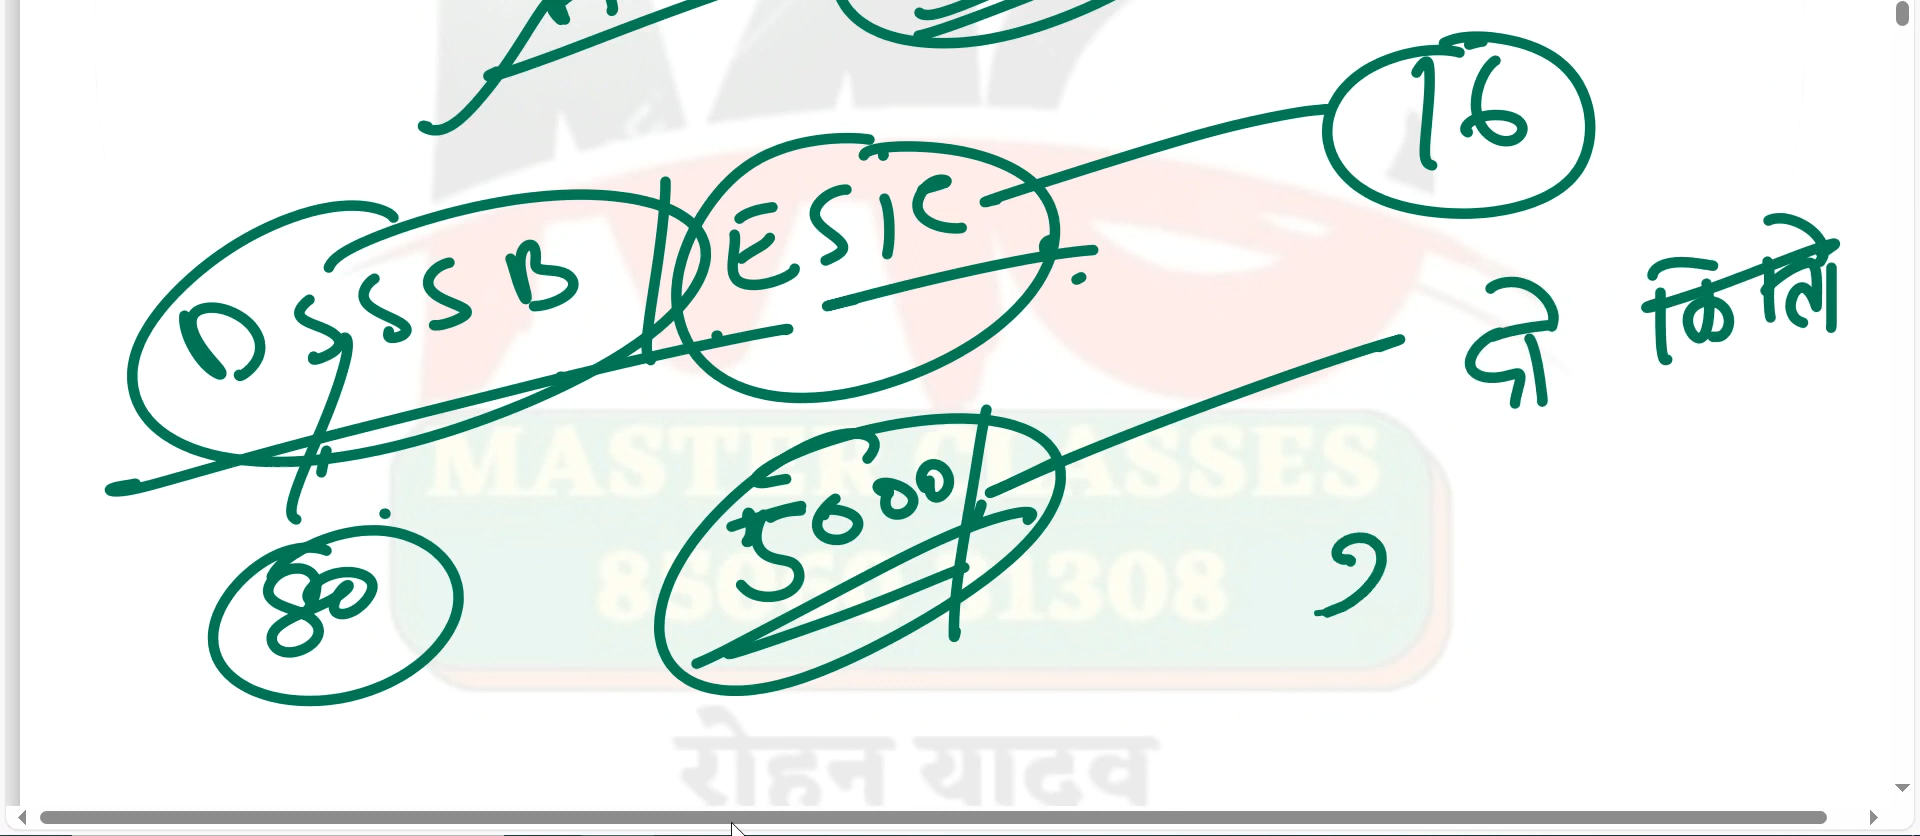 16
DSSSB ESIC
दो किता
5000
80
?
MASTER CLASSES
रोहन यादव